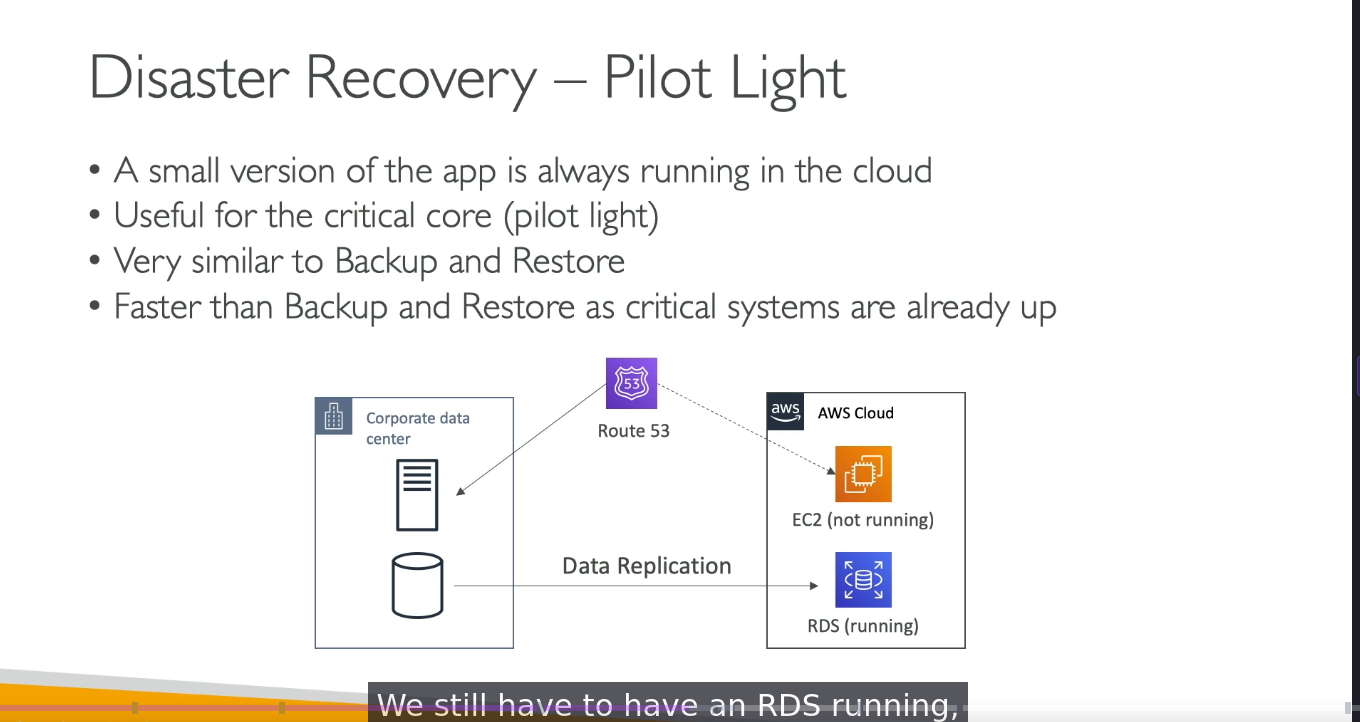 Disaster Recovery – Pilot Light
• A small version of the app is always running in the cloud
• Useful for the critical core (pilot light)
• Very similar to Backup and Restore
• Faster than Backup and Restore as critical systems are already up
53
Route 53
Corporate data
center
aws
AWS Cloud
EC2 (not running)
Data Replication
RDS (running)
We still have to have an RDS running,